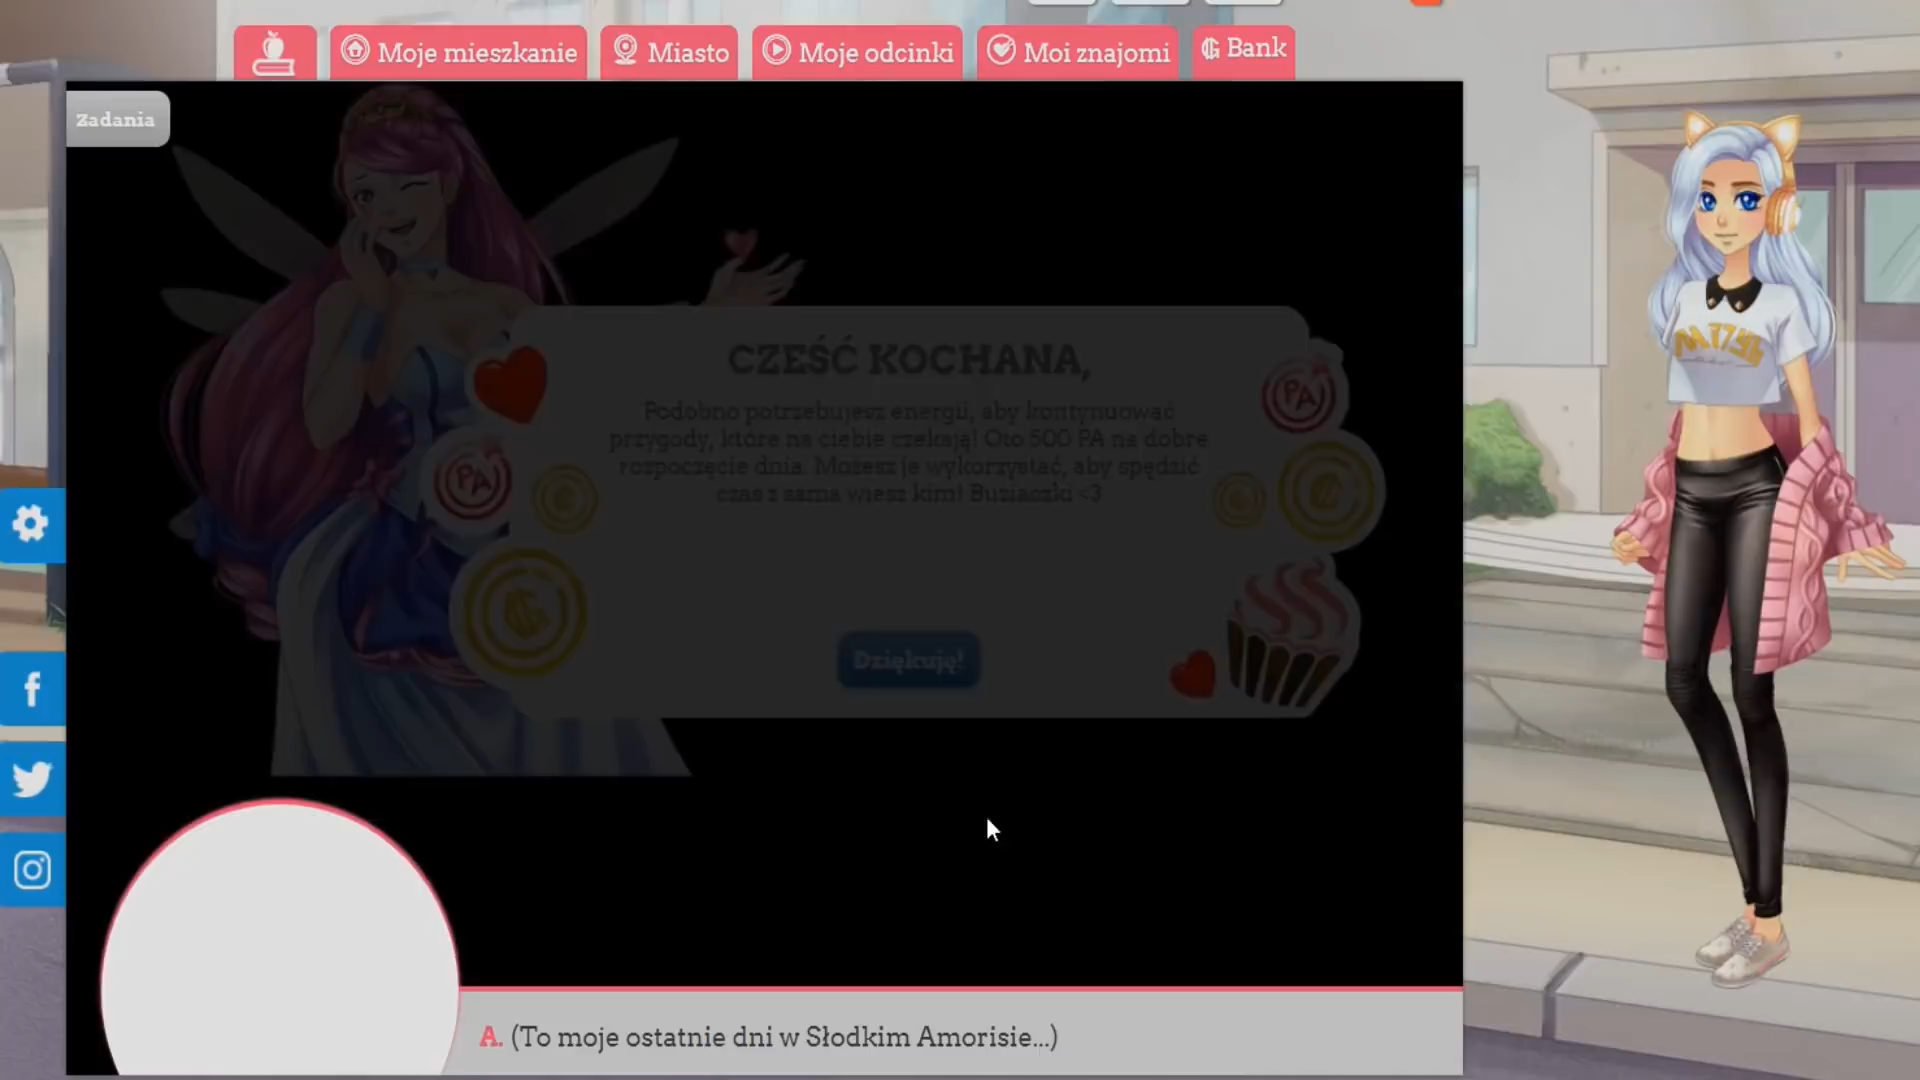 Moje mieszkanie
Miasto
Moje odcinki
Moi znajomi
Bank
Zadania
CZEŚĆ KOCHANA,
Podobno potrzebujesz energii, aby kontynuować
przygody, które na ciebie czekają! Oto 500 PA na dobre
rozpoczęcie dnia. Możesz je wykorzystać, aby spędzić
czas z sama wiesz kim! Buziaczki <3
PA
PA
Dziękuję!
A. (To moje ostatnie dni w Słodkim Amorisie...)